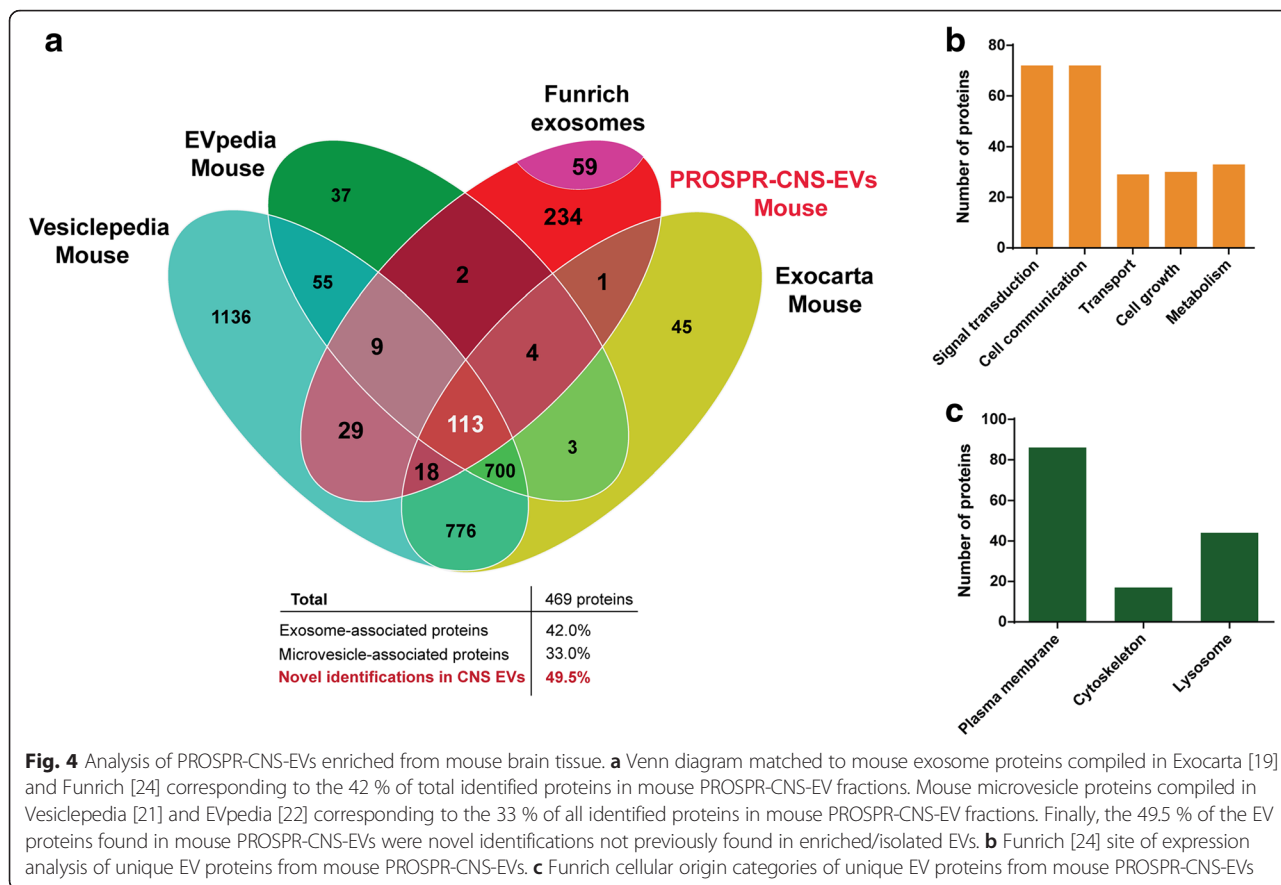 a
Funrich
exosomes
EVpedia
Mouse
59
37
PROSPR-CNS-EVs
Mouse
234
Vesiclepedia
Mouse
2
1
Exocarta
Mouse
55
1136
45
9
4
113
29
3
18
700
776
Total 469 proteins
Exosome-associated proteins 42.0%
Microvesicle-associated proteins 33.0%
Novel identifications in CNS EVs 49.5%
b
Number of proteins
80
60
40
20
0
Signal transduction
Cell communication
Transport
Cell growth
Metabolism
c
Number of proteins
100
80
60
40
20
0
Plasma membrane
Cytoskeleton
Lysosome
Fig. 4 Analysis of PROSPR-CNS-EVs enriched from mouse brain tissue. a Venn diagram matched to mouse exosome proteins compiled in Exocarta [19]
and Funrich [24] corresponding to the 42 % of total identified proteins in mouse PROSPR-CNS-EV fractions. Mouse microvesicle proteins compiled in
Vesiclepedia [21] and EVpedia [22] corresponding to the 33 % of all identified proteins in mouse PROSPR-CNS-EV fractions. Finally, the 49.5 % of the EV
proteins found in mouse PROSPR-CNS-EVs were novel identifications not previously found in enriched/isolated EVs. b Funrich [24] site of expression
analysis of unique EV proteins from mouse PROSPR-CNS-EVs. c Funrich cellular origin categories of unique EV proteins from mouse PROSPR-CNS-EVs